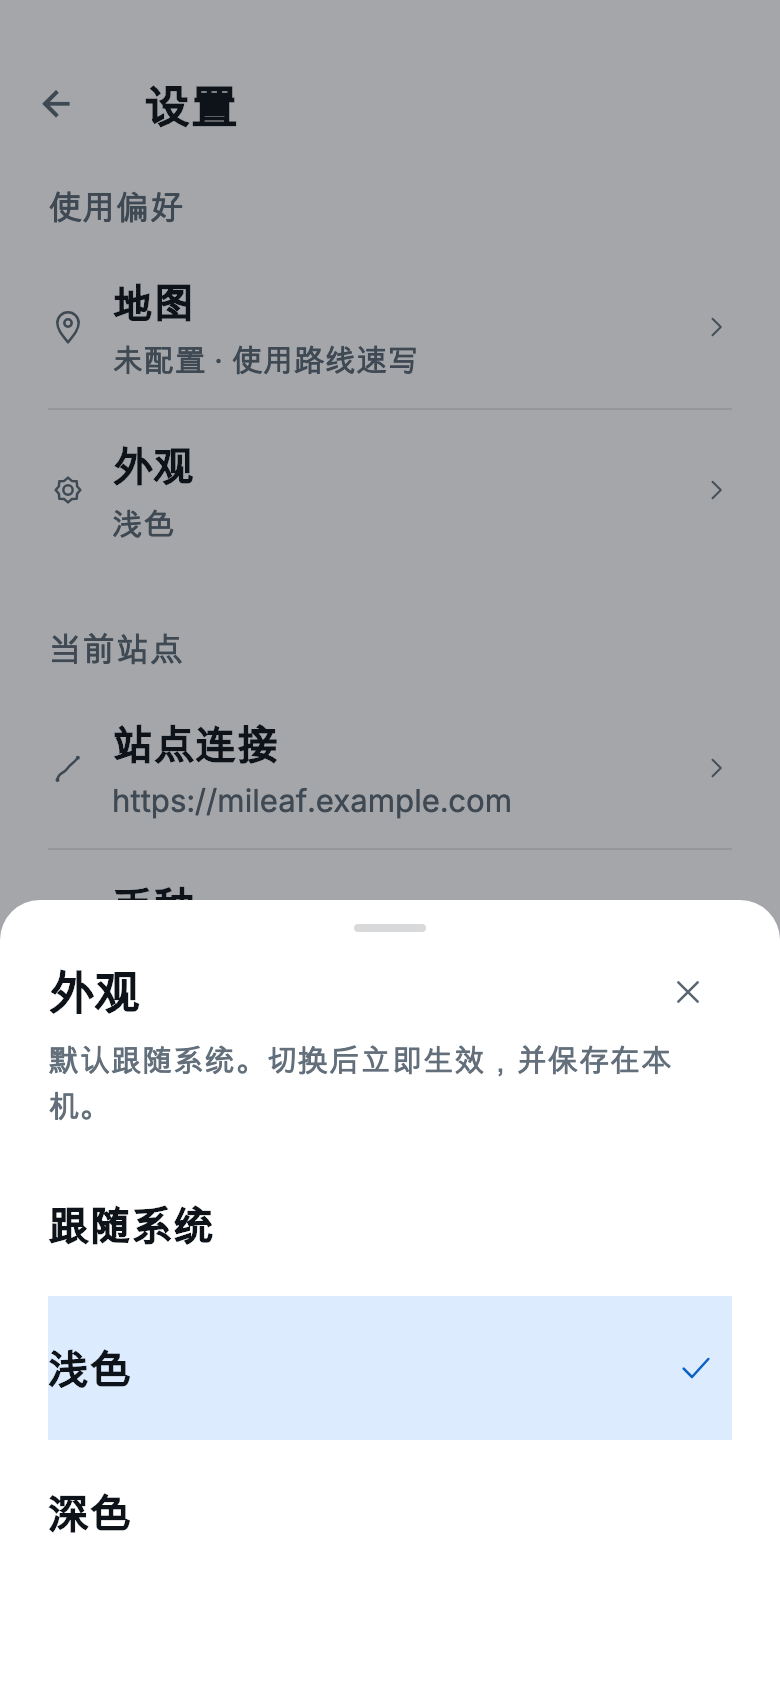 设置
使用偏好
地图
未配置 · 使用路线速写
外观
浅色
当前站点
站点连接
https://mileaf.example.com
外观
默认跟随系统。切换后立即生效，并保存在本
机。
跟随系统
浅色
深色